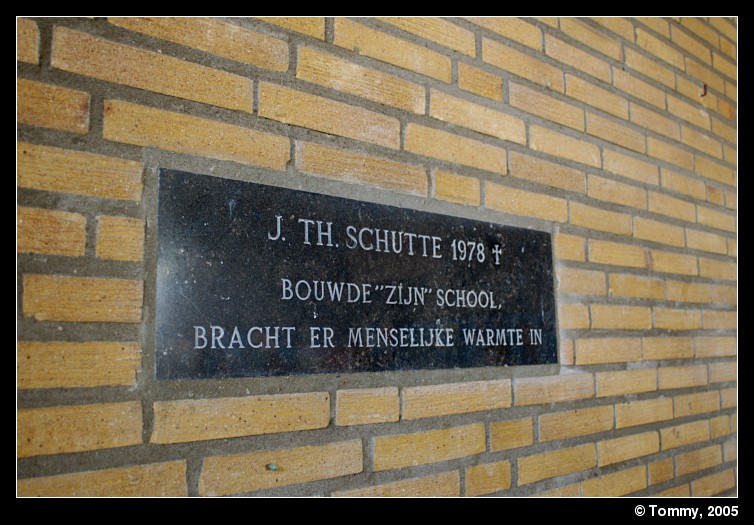 J. TH. SCHUTTE 1978 ✝
BOUWDE "ZIJN" SCHOOL,
BRACHT ER MENSELIJKE WARMTE IN
© Tommy, 2005